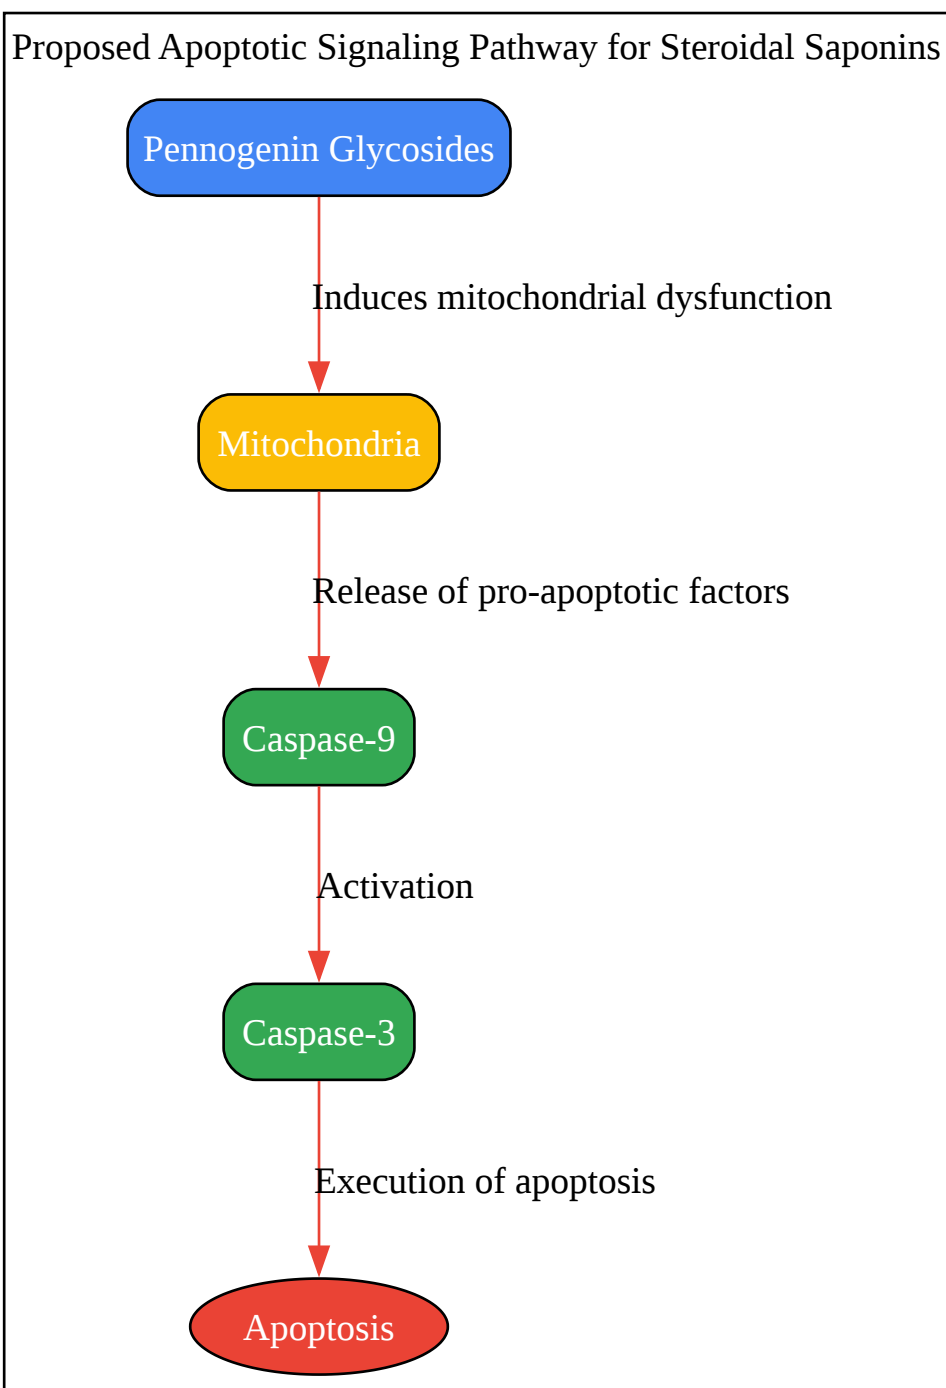 Proposed Apoptotic Signaling Pathway for Steroidal Saponins
Pennogenin Glycosides
Induces mitochondrial dysfunction
Mitochondria
Release of pro-apoptotic factors
Caspase-9
Activation
Caspase-3
Execution of apoptosis
Apoptosis